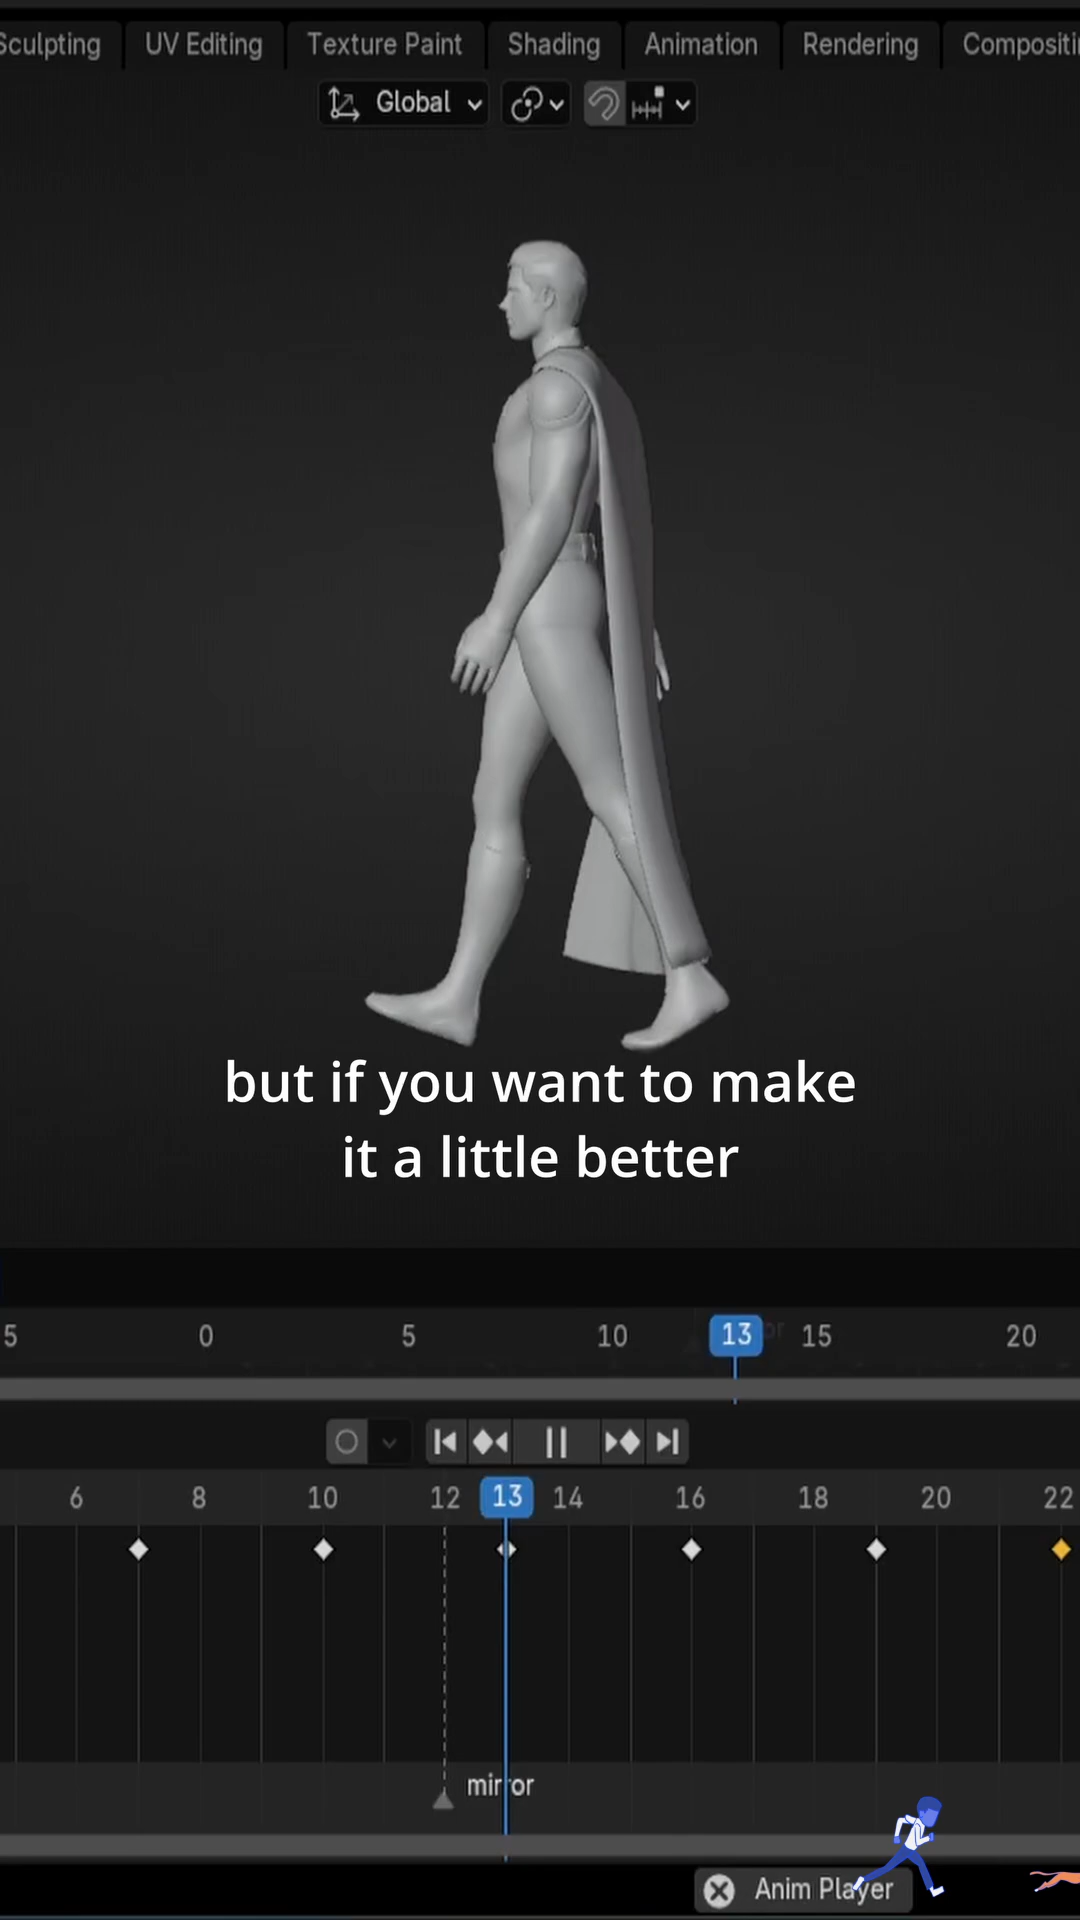 Sculpting UV Editing Texture Paint Shading Animation Rendering
Global
but if you want to make
it a little better
5 0 5 10 13 15 20
6 8 10 12 13 14 16 18 20 22
mirror
Anim Player